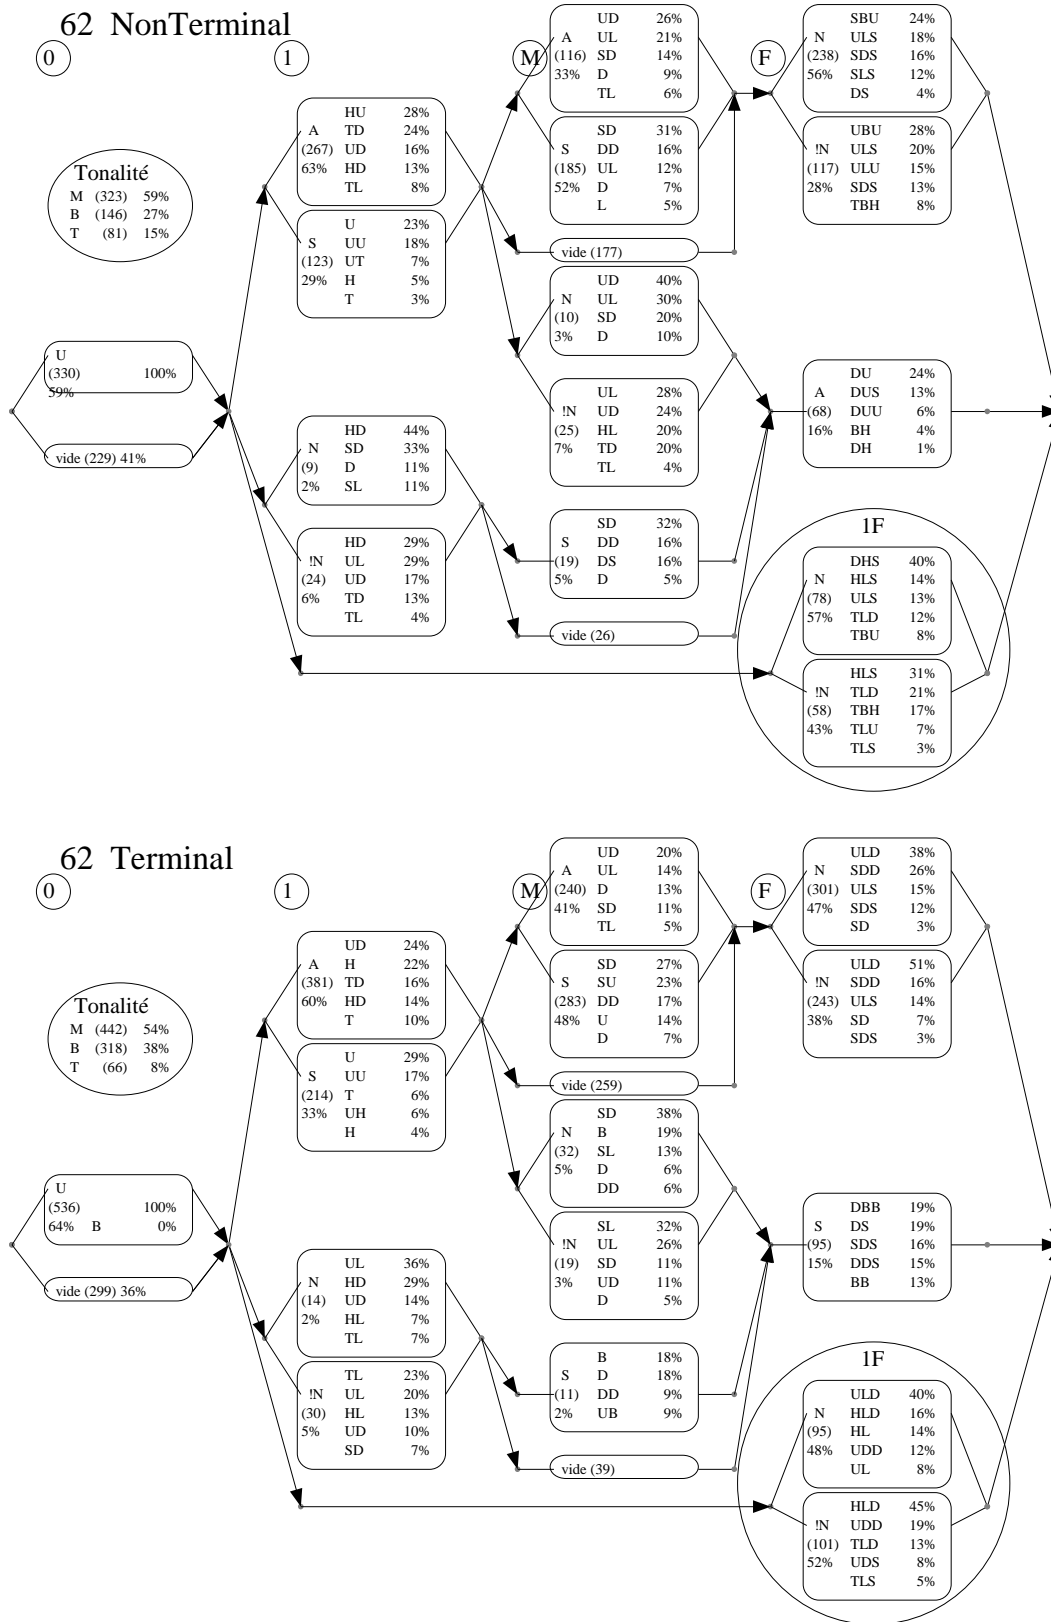 62 NonTerminal
0
1
M
F
Tonalité
M (323) 59%
B (146) 27%
T (81) 15%
U
(330) 100%
59%
vide (229) 41%
HU 28%
A TD 24%
(267) UD 16%
63% HD 13%
TL 8%
U 23%
S UU 18%
(123) UT 7%
29% H 5%
T 3%
HD 44%
N SD 33%
(9) D 11%
2% SL 11%
HD 29%
!N UL 29%
(24) UD 17%
6% TD 13%
TL 4%
UD 26%
A UL 21%
(116) SD 14%
33% D 9%
TL 6%
SD 31%
S DD 16%
(185) UL 12%
52% D 7%
L 5%
vide (177)
UD 40%
N UL 30%
(10) SD 20%
3% D 10%
UL 28%
!N UD 24%
(25) HL 20%
7% TD 20%
TL 4%
SD 32%
S DD 16%
(19) DS 16%
5% D 5%
vide (26)
SBU 24%
N ULS 18%
(238) SDS 16%
56% SLS 12%
DS 4%
UBU 28%
!N ULS 20%
(117) ULU 15%
28% SDS 13%
TBH 8%
DU 24%
A DUS 13%
(68) DUU 6%
16% BH 4%
DH 1%
1F
DHS 40%
N HLS 14%
(78) ULS 13%
57% TLD 12%
TBU 8%
HLS 31%
!N TLD 21%
(58) TBH 17%
43% TLU 7%
TLS 3%
62 Terminal
0
1
M
F
Tonalité
M (442) 54%
B (318) 38%
T (66) 8%
U
(536) 100%
64% B 0%
vide (299) 36%
UD 24%
A H 22%
(381) TD 16%
60% HD 14%
T 10%
U 29%
S UU 17%
(214) T 6%
33% UH 6%
H 4%
UL 36%
N HD 29%
(14) UD 14%
2% HL 7%
TL 7%
TL 23%
!N UL 20%
(30) HL 13%
5% UD 10%
SD 7%
UD 20%
A UL 14%
(240) D 13%
41% SD 11%
TL 5%
SD 27%
S SU 23%
(283) DD 17%
48% U 14%
D 7%
vide (259)
SD 38%
N B 19%
(32) SL 13%
5% D 6%
DD 6%
SL 32%
!N UL 26%
(19) SD 11%
3% UD 11%
D 5%
B 18%
S D 18%
(11) DD 9%
2% UB 9%
vide (39)
ULD 38%
N SDD 26%
(301) ULS 15%
47% SDS 12%
SD 3%
ULD 51%
!N SDD 16%
(243) ULS 14%
38% SD 7%
SDS 3%
DBB 19%
S DS 19%
(95) SDS 16%
15% DDS 15%
BB 13%
1F
ULD 40%
N HLD 16%
(95) HL 14%
48% UDD 12%
UL 8%
HLD 45%
!N UDD 19%
(101) TLD 13%
52% UDS 8%
TLS 5%